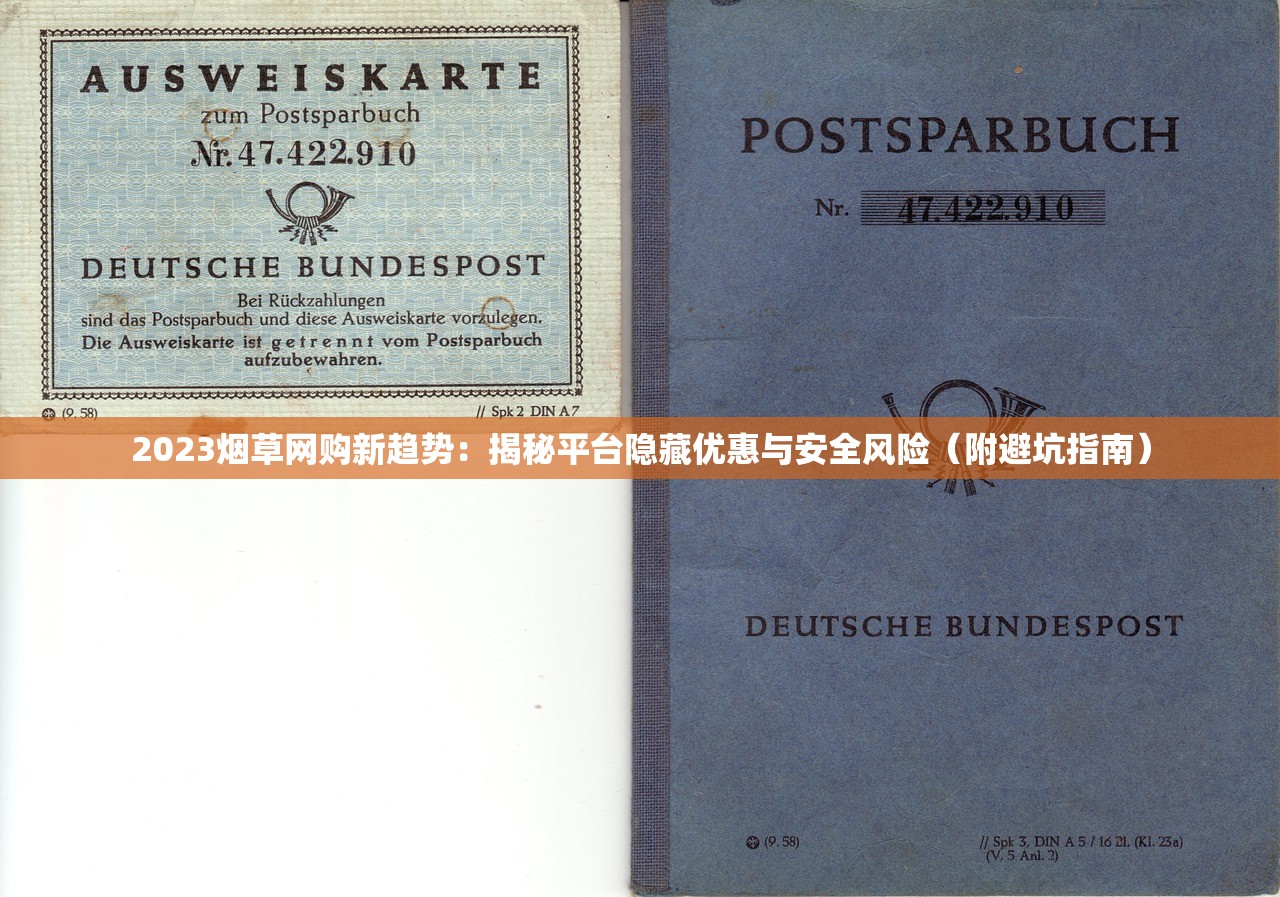 AUSWEISKARTE
zum Postsparbuch
Nr. 47.422.910
DEUTSCHE BUNDESPOST
Bei Rückzahlungen
sind das Postsparbuch und diese Ausweiskarte vorzulegen.
Die Ausweiskarte ist getrennt vom Postsparbuch
aufzubewahren.
(9. 58)
// Spk 2 DIN A 7
POSTSPARBUCH
Nr. 47.422.910
2023烟草网购新趋势：揭秘平台隐藏优惠与安全风险（附避坑指南）
DEUTSCHE BUNDESPOST
(9. 58)
// Spk 3, DIN A 5 / 16 Bl. (Kl. 23a)
(V, 5 Anl. 2)